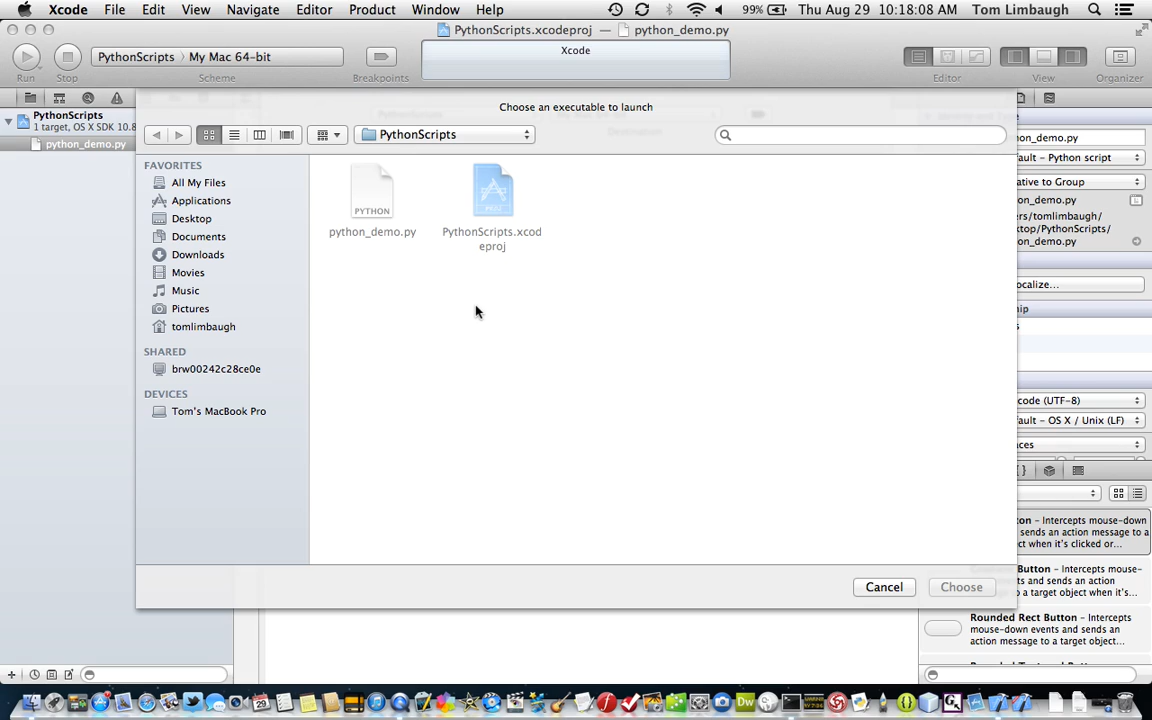 Xcode File Edit View Navigate Editor Product Window Help 99% Thu Aug 29 10:18:08 AM Tom Limbaugh
PythonScripts.xcodeproj — python_demo.py
PythonScripts My Mac 64-bit
Xcode
Run Stop Scheme Breakpoints Editor View Organizer
Choose an executable to launch
PythonScripts
1 target, OS X SDK 10.8
python_demo.py
PythonScripts
FAVORITES
All My Files
Applications
Desktop
Documents
Downloads
Movies
Music
Pictures
tomlimbaugh
SHARED
brw00242c28ce0e
DEVICES
Tom's MacBook Pro
PYTHON
python_demo.py
PROJ
PythonScripts.xcod
eproj
Cancel Choose
on_demo.py
ault - Python script
ative to Group
on_demo.py
ers/tomlimbaugh/
ktop/PythonScripts/
on_demo.py
ocalize...
hip
code (UTF-8)
ault - OS X / Unix (LF)
ces
on - Intercepts mouse-down
sends an action message to a
ct when it's clicked or...
Button - Intercepts mouse-
ts and sends an action
to a target object when it's...
Rounded Rect Button - Intercepts
mouse-down events and sends an
action message to a target object...